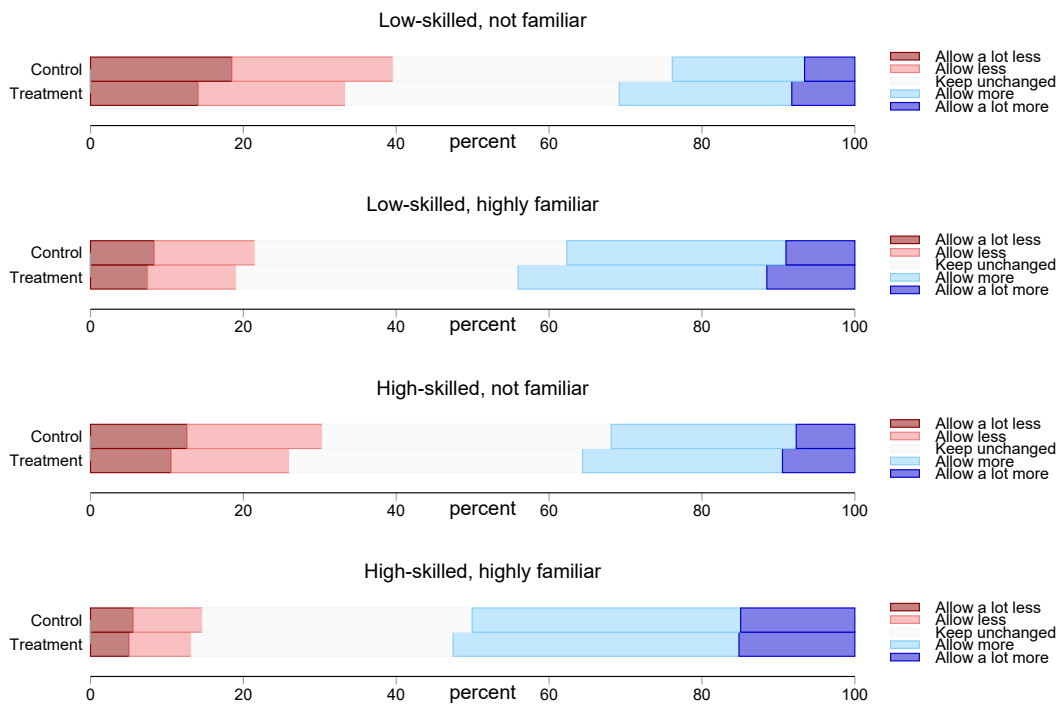 Low-skilled, not familiar
Control
Treatment
Allow a lot less
Allow less
Keep unchanged
Allow more
Allow a lot more
0 20 40 60 80 100
percent
Low-skilled, highly familiar
Control
Treatment
Allow a lot less
Allow less
Keep unchanged
Allow more
Allow a lot more
0 20 40 60 80 100
percent
High-skilled, not familiar
Control
Treatment
Allow a lot less
Allow less
Keep unchanged
Allow more
Allow a lot more
0 20 40 60 80 100
percent
High-skilled, highly familiar
Control
Treatment
Allow a lot less
Allow less
Keep unchanged
Allow more
Allow a lot more
0 20 40 60 80 100
percent